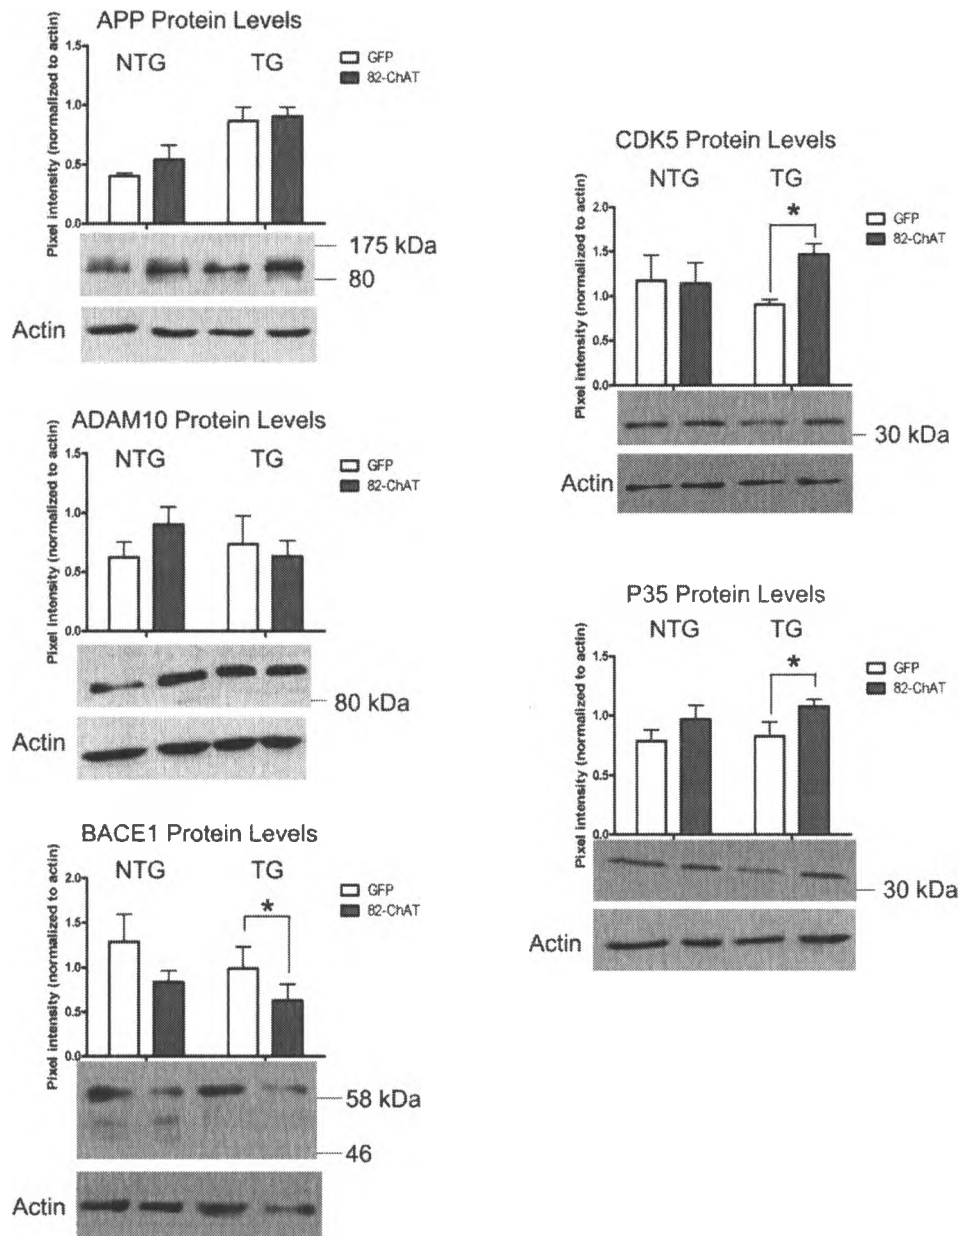 APP Protein Levels
Pixel intensity (normalized to actin)
1.5
1.0
0.5
0.0
NTG
TG
GFP
82-ChAT
175 kDa
80
Actin
ADAM10 Protein Levels
Pixel intensity (normalized to actin)
1.5
1.0
0.5
0.0
NTG
TG
GFP
82-ChAT
80 kDa
Actin
BACE1 Protein Levels
Pixel intensity (normalized to actin)
2.0
1.5
1.0
0.5
0.0
NTG
TG
*
GFP
82-ChAT
58 kDa
46
Actin
CDK5 Protein Levels
Pixel intensity (normalized to actin)
2.0
1.5
1.0
0.5
0.0
NTG
TG
*
GFP
82-ChAT
30 kDa
Actin
P35 Protein Levels
Pixel intensity (normalized to actin)
1.5
1.0
0.5
0.0
NTG
TG
*
GFP
82-ChAT
30 kDa
Actin